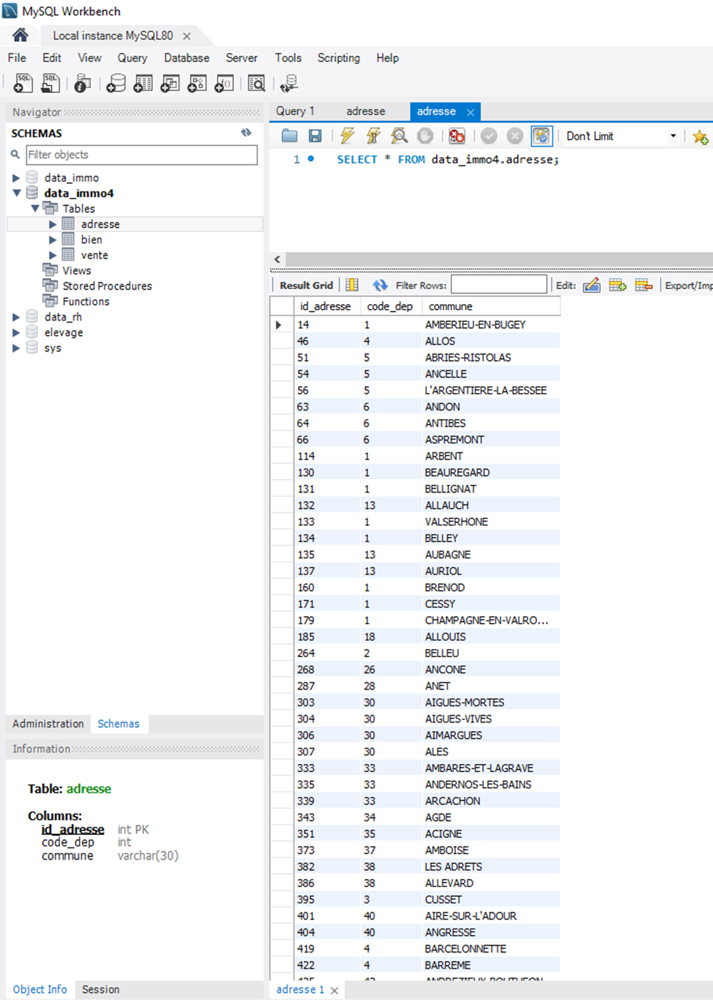 MySQL Workbench
Local instance MySQL80
File Edit View Query Database Server Tools Scripting Help
Navigator
SCHEMAS
Filter objects
data_immo
data_immo4
Tables
adresse
bien
vente
Views
Stored Procedures
Functions
data_rh
elevage
sys
Administration Schemas
Information
Table: adresse
Columns:
id_adresse int PK
code_dep int
commune varchar(30)
Object Info Session
Query 1 adresse adresse
Don't Limit
1 SELECT * FROM data_immo4.adresse;
Result Grid Filter Rows: Edit: Export/Imp
id_adresse code_dep commune
14 1 AMBERIEU-EN-BUGEY
46 4 ALLOS
51 5 ABRIES-RISTOLAS
54 5 ANCELLE
56 5 L'ARGENTIERE-LA-BESSEE
63 6 ANDON
64 6 ANTIBES
66 6 ASPREMONT
114 1 ARBENT
130 1 BEAUREGARD
131 1 BELLIGNAT
132 13 ALLAUCH
133 1 VALSERHONE
134 1 BELLEY
135 13 AUBAGNE
137 13 AURIOL
160 1 BRENOD
171 1 CESSY
179 1 CHAMPAGNE-EN-VALRO...
185 18 ALLOUIS
264 2 BELLEU
268 26 ANCONE
287 28 ANET
303 30 AIGUES-MORTES
304 30 AIGUES-VIVES
306 30 AIMARGUES
307 30 ALES
333 33 AMBARES-ET-LAGRAVE
335 33 ANDERNOS-LES-BAINS
339 33 ARCACHON
343 34 AGDE
351 35 ACIGNE
373 37 AMBOISE
382 38 LES ADRETS
386 38 ALLEVARD
395 3 CUSSET
401 40 AIRE-SUR-L'ADOUR
404 40 ANGRESSE
419 4 BARCELONNETTE
422 4 BARREME
adresse 1